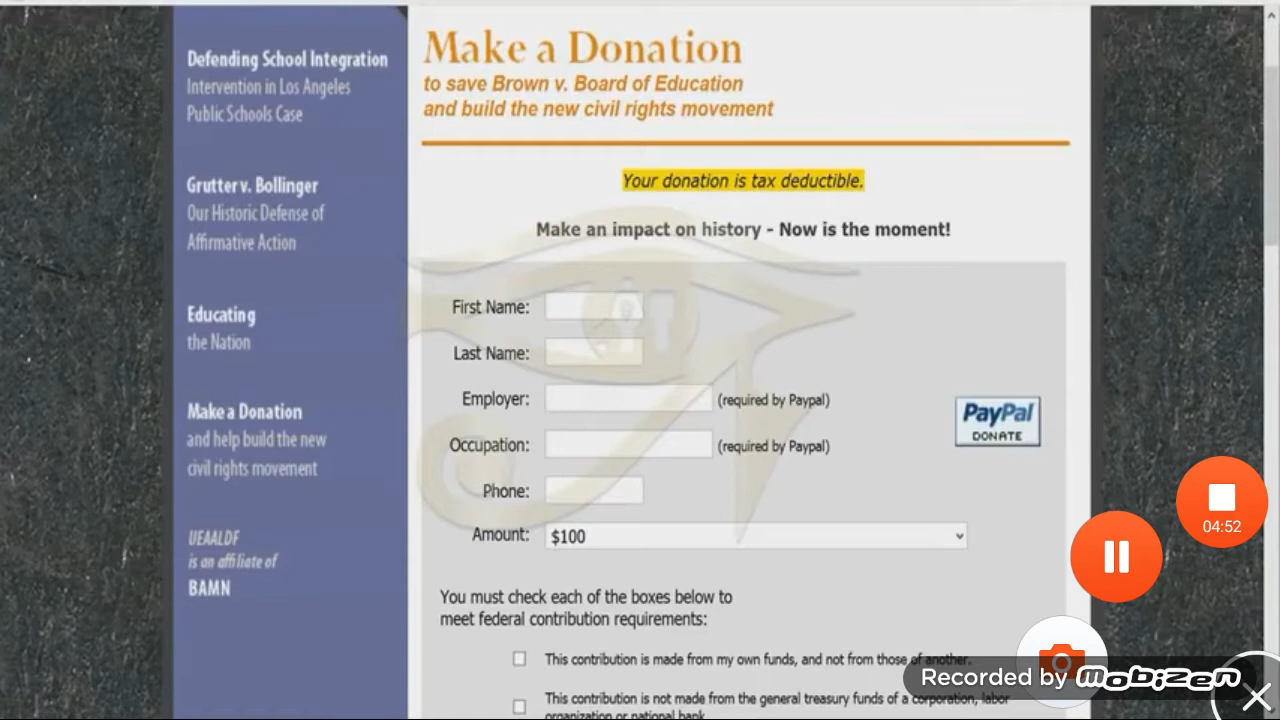 Defending School Integration
Intervention in Los Angeles
Public Schools Case
Grutter v. Bollinger
Our Historic Defense of
Affirmative Action
Educating
the Nation
Make a Donation
and help build the new
civil rights movement
UEAALDF
is an affiliate of
BAMN
Make a Donation
to save Brown v. Board of Education
and build the new civil rights movement
Your donation is tax deductible.
Make an impact on history - Now is the moment!
First Name:
Last Name:
Employer: (required by Paypal)
Occupation: (required by Paypal)
Phone:
Amount: $100
PayPal
DONATE
You must check each of the boxes below to
meet federal contribution requirements:
This contribution is made from my own funds, and not from those of another.
This contribution is not made from the general treasury funds of a corporation, labor
organization or national bank.
04:52
Recorded by mobizen